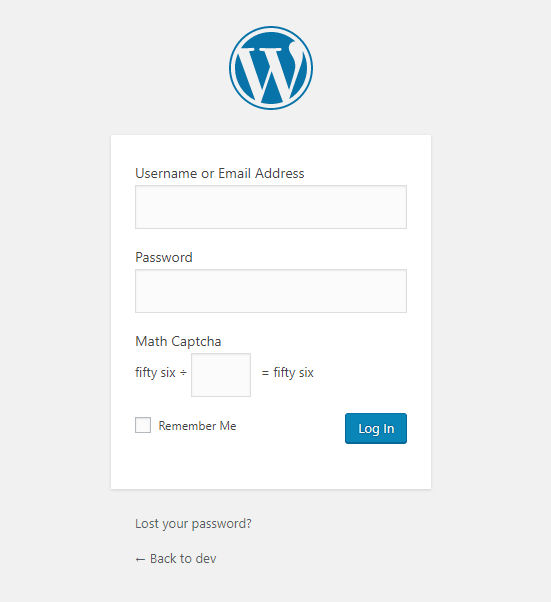 Username or Email Address
Password
Math Captcha
fifty six ÷ = fifty six
Remember Me
Log In
Lost your password?
← Back to dev